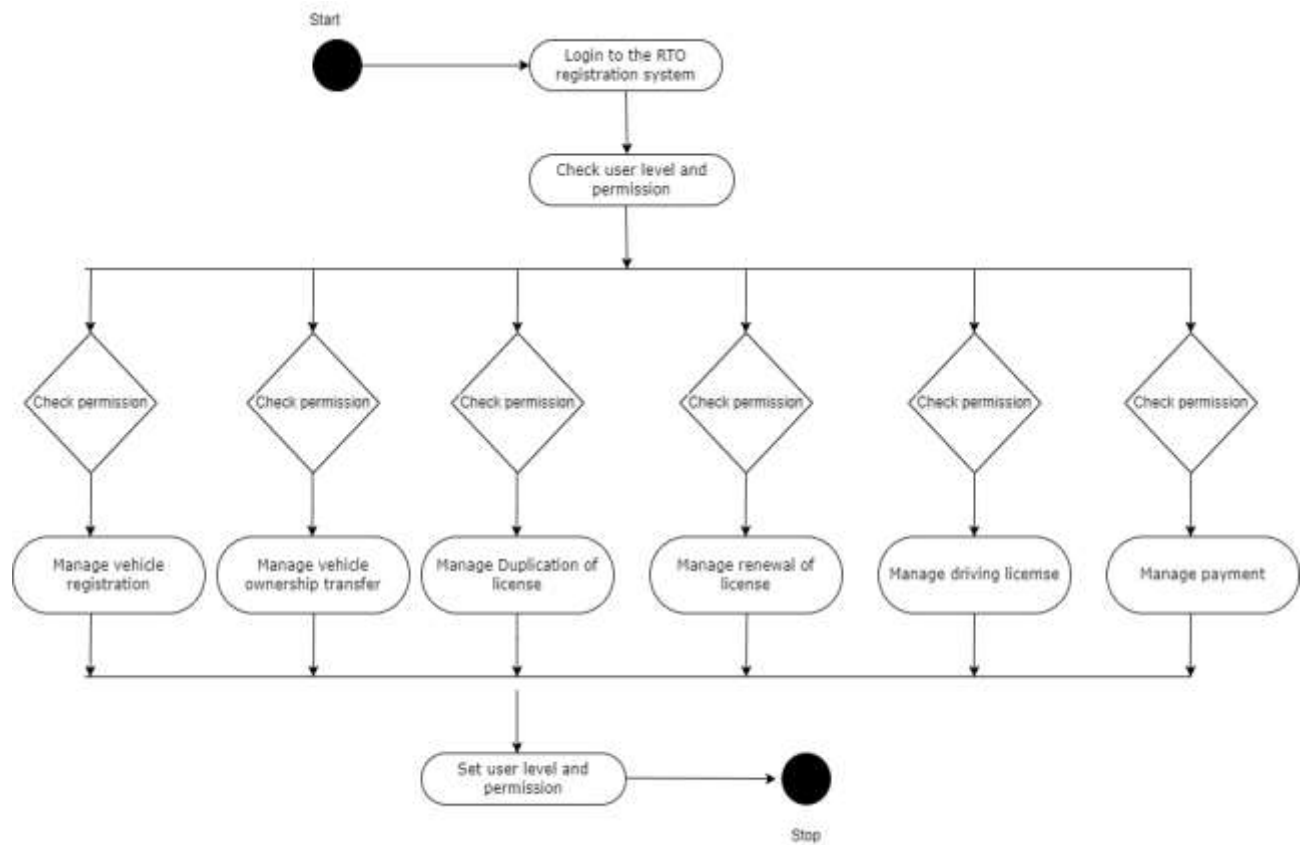 Start
Login to the RTO
registration system
Check user level and
permission
Check permission
Check permission
Check permission
Check permission
Check permission
Check permission
Manage vehicle
registration
Manage vehicle
ownership transfer
Manage Duplication of
license
Manage renewal of
license
Manage driving licemse
Manage payment
Set user level and
permission
Stop